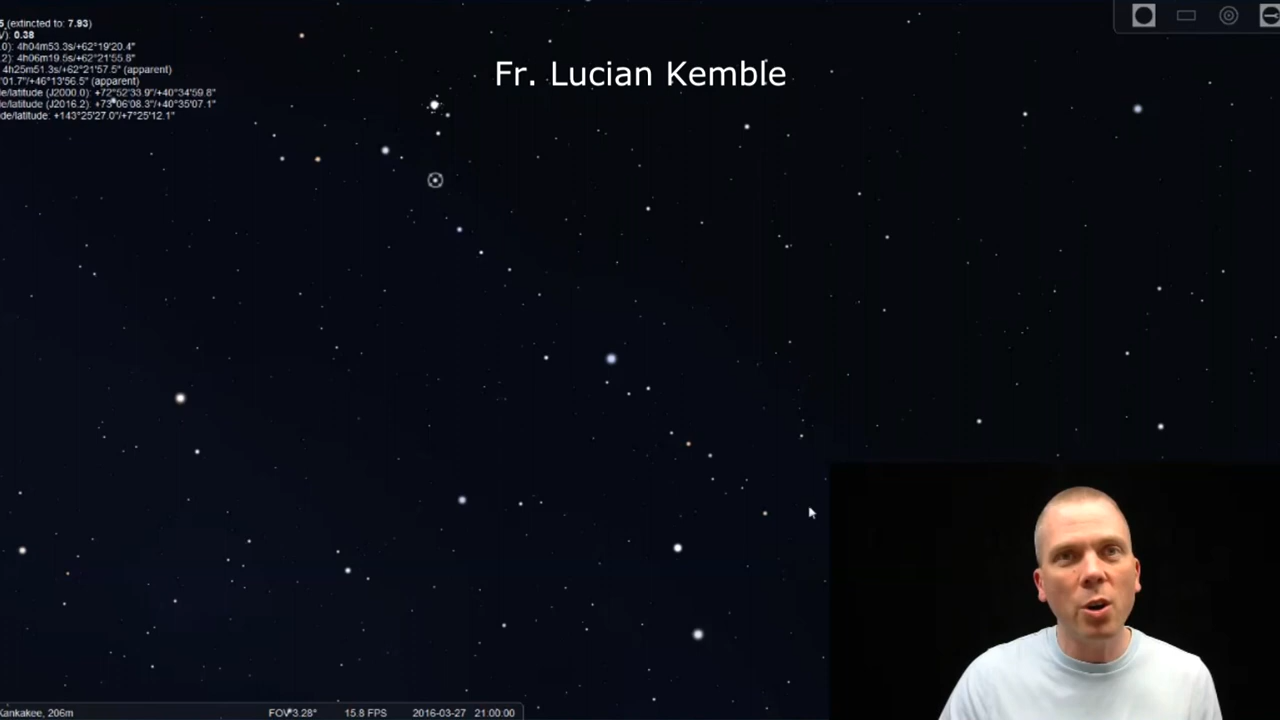 5 (extincted to: 7.93)
V): 0.38
.0): 4h04m53.3s/+62°19'20.4"
.2): 4h06m19.5s/+62°21'55.8"
4h25m51.3s/+62°21'57.5" (apparent)
°01.7"/+46°13'56.5" (apparent)
de/latitude (J2000.0): +72°52'33.9"/+40°34'59.8"
de/latitude (J2016.2): +73°06'08.3"/+40°35'07.1"
de/latitude: +143°25'27.0"/+7°25'12.1"
Fr. Lucian Kemble
Kankakee, 206m FOV 3.28° 15.8 FPS 2016-03-27 21:00:00